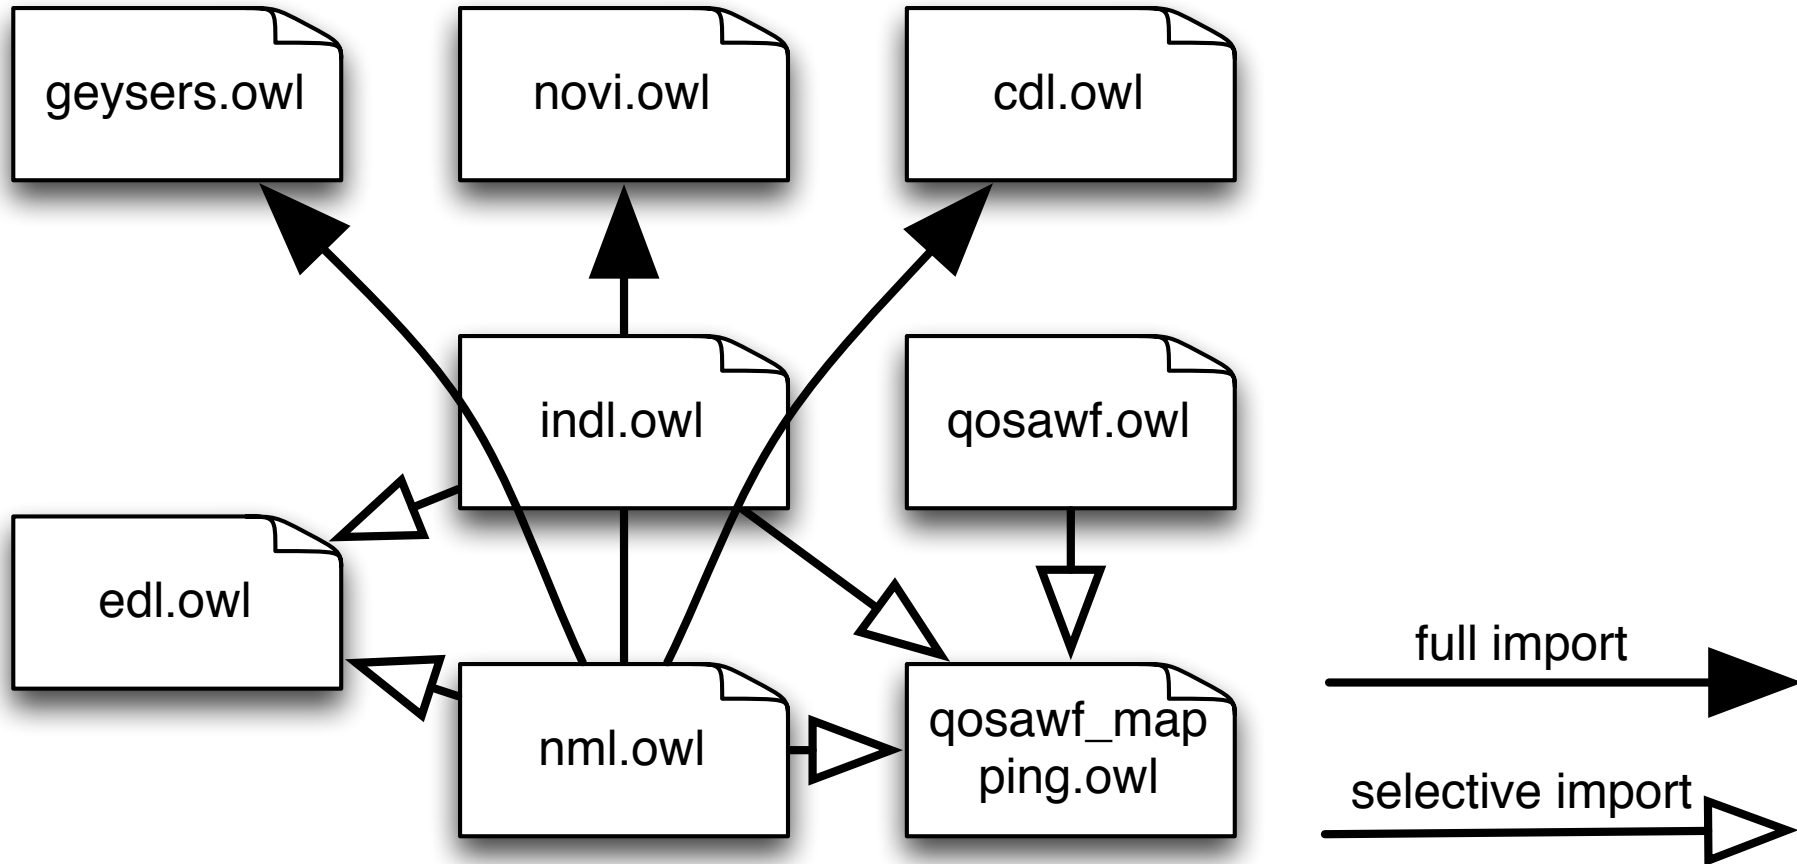 geysers.owl
novi.owl
cdl.owl
indl.owl
qosawf.owl
edl.owl
nml.owl
qosawf_map
ping.owl
full import
selective import